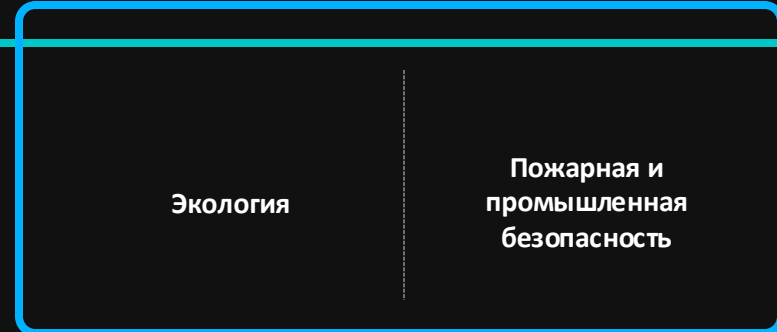 Экология
Пожарная и
промышленная
безопасность